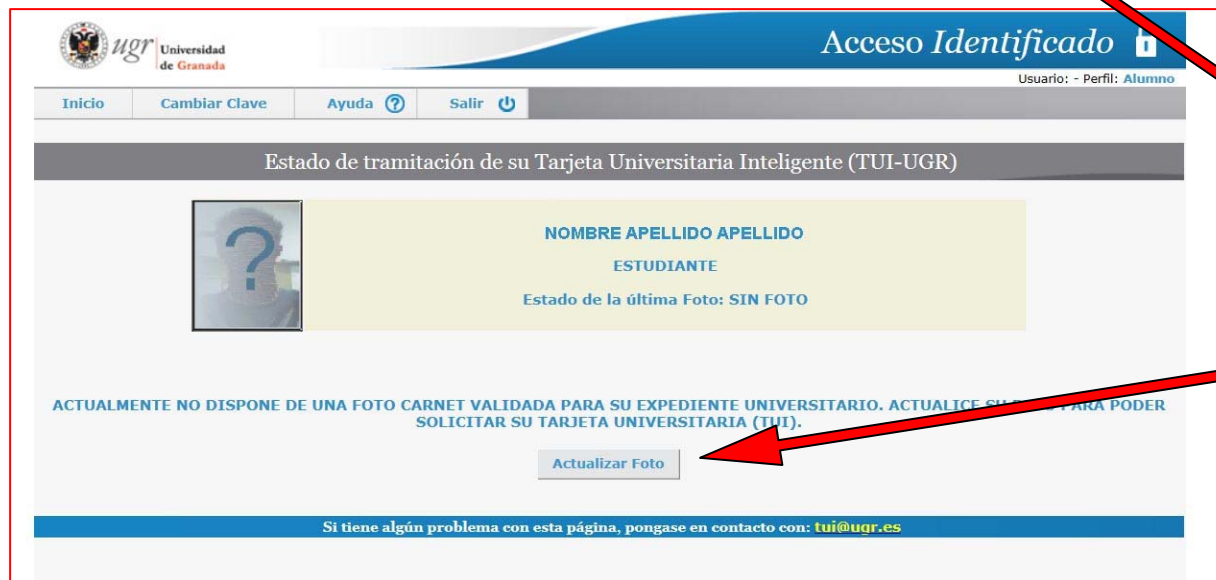 ugr Universidad
de Granada
Acceso Identificado
Usuario: - Perfil: Alumno
Inicio Cambiar Clave Ayuda ? Salir
Estado de tramitación de su Tarjeta Universitaria Inteligente (TUI-UGR)
?
NOMBRE APELLIDO APELLIDO
ESTUDIANTE
Estado de la última Foto: SIN FOTO
ACTUALMENTE NO DISPONE DE UNA FOTO CARNET VALIDADA PARA SU EXPEDIENTE UNIVERSITARIO. ACTUALICE SU PARA PODER
SOLICITAR SU TARJETA UNIVERSITARIA (TUI).
Actualizar Foto
Si tiene algún problema con esta página, pongase en contacto con: tui@ugr.es